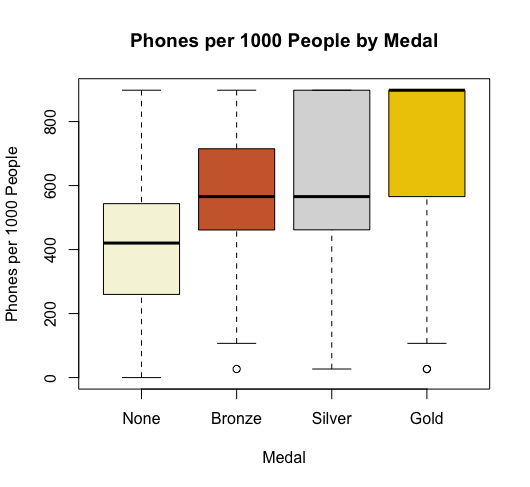 Phones per 1000 People by Medal
Phones per 1000 People
800
600
400
200
0
None Bronze Silver Gold
Medal